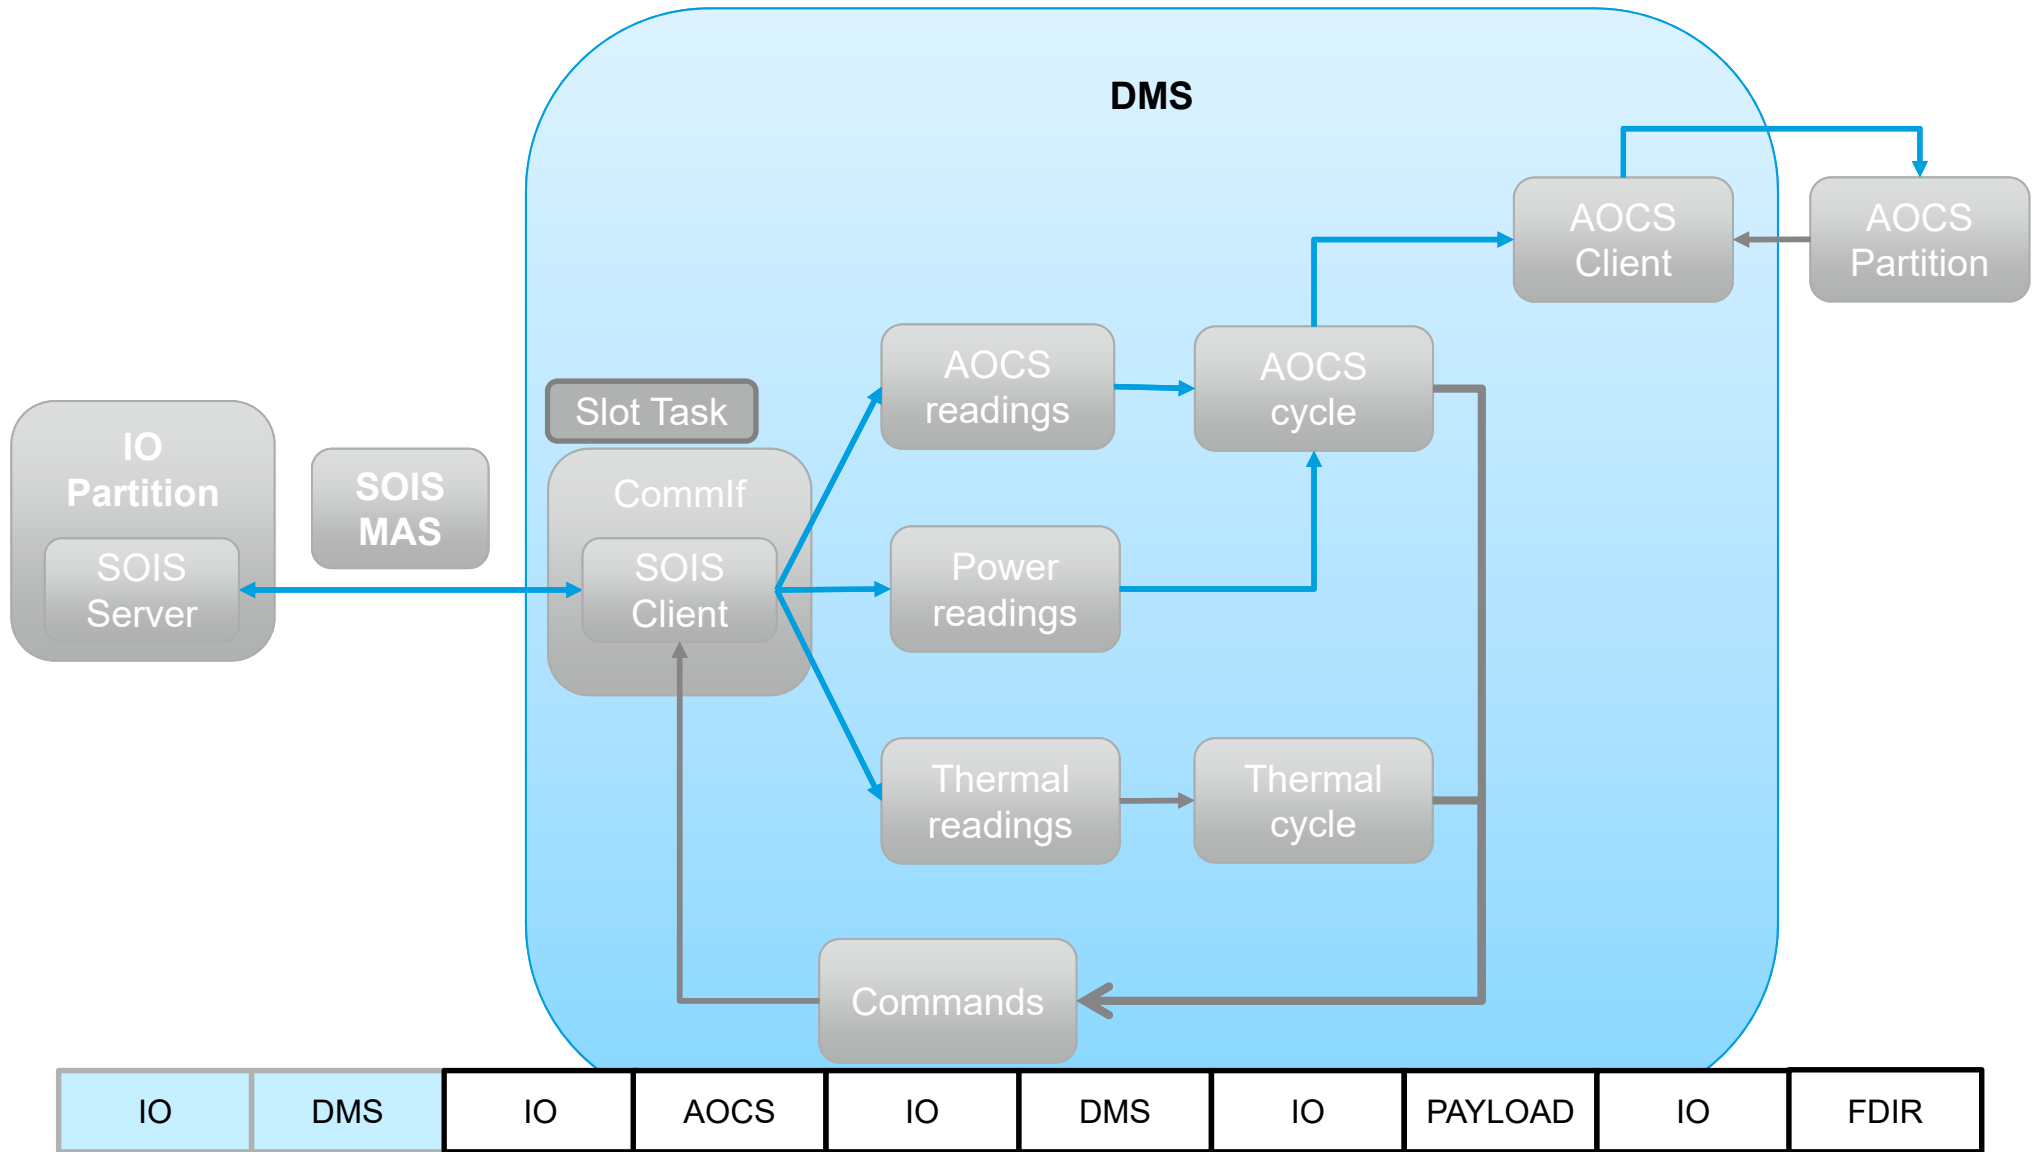 DMS
AOCS
Client
AOCS
Partition
AOCS
readings
AOCS
cycle
Slot Task
IO
Partition
SOIS
MAS
CommIf
SOIS
Server
SOIS
Client
Power
readings
Thermal
readings
Thermal
cycle
Commands
IO
DMS
IO
AOCS
IO
DMS
IO
PAYLOAD
IO
FDIR